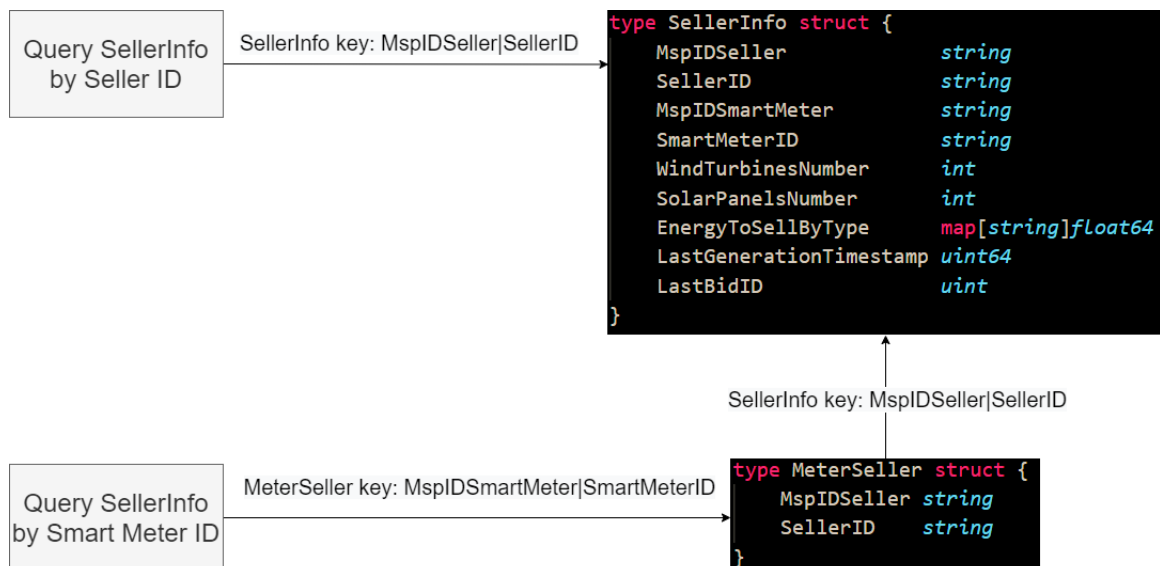 Query SellerInfo
by Seller ID
SellerInfo key: MspIDSeller|SellerID
type SellerInfo struct {
MspIDSeller string
SellerID string
MspIDSmartMeter string
SmartMeterID string
WindTurbinesNumber int
SolarPanelsNumber int
EnergyToSellByType map[string]float64
LastGenerationTimestamp uint64
LastBidID uint
}
SellerInfo key: MspIDSeller|SellerID
Query SellerInfo
by Smart Meter ID
MeterSeller key: MspIDSmartMeter|SmartMeterID
type MeterSeller struct {
MspIDSeller string
SellerID string
}